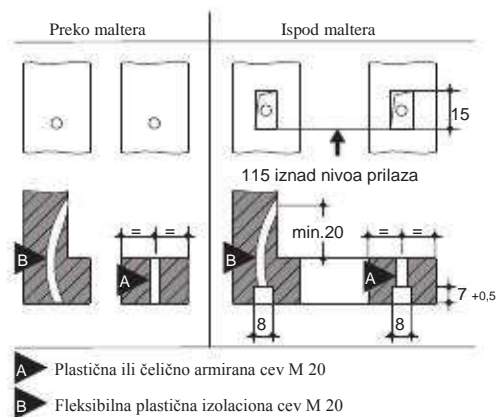 Preko maltera
Ispod maltera
15
115 iznad nivoa prilaza
B
= =
A
B
min.20
= =
A
8
8
7 +0,5
A Plastična ili čelično armirana cev M 20
B Fleksibilna plastična izolaciona cev M 20